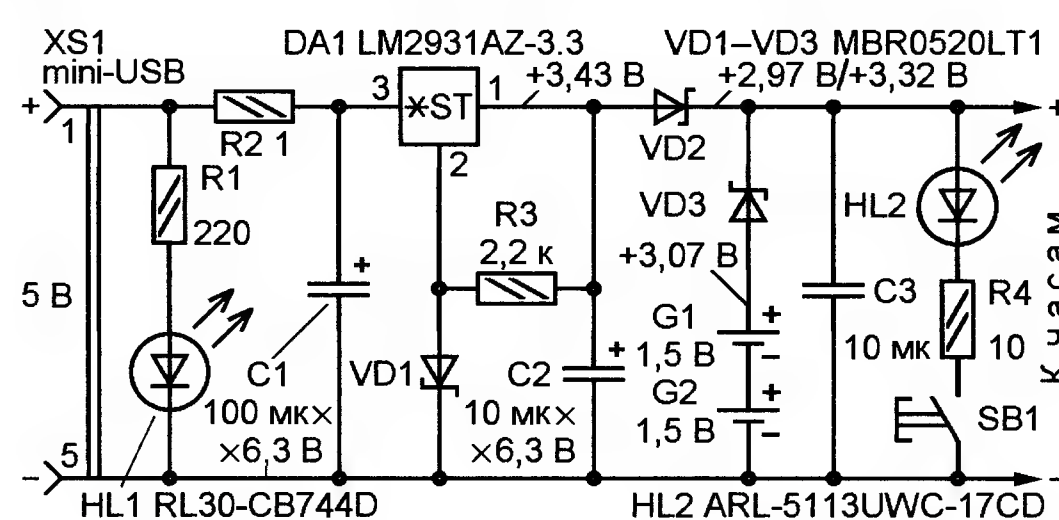 XS1
mini-USB
DA1 LM2931AZ-3.3
VD1–VD3 MBR0520LT1
+3,43 В
+2,97 В/+3,32 В
+
1
3
∗ST
1
2
R2 1
VD2
+
R1
220
R3
2,2 к
VD3
HL2
+3,07 В
5 В
+
C1
100 мк×
×6,3 В
VD1
C2
10 мк×
×6,3 В
+
G1
1,5 В
+
–
G2
1,5 В
+
–
C3
10 мк
R4
10
SB1
К часам
–
5
–
HL1 RL30-CB744D
HL2 ARL-5113UWC-17CD